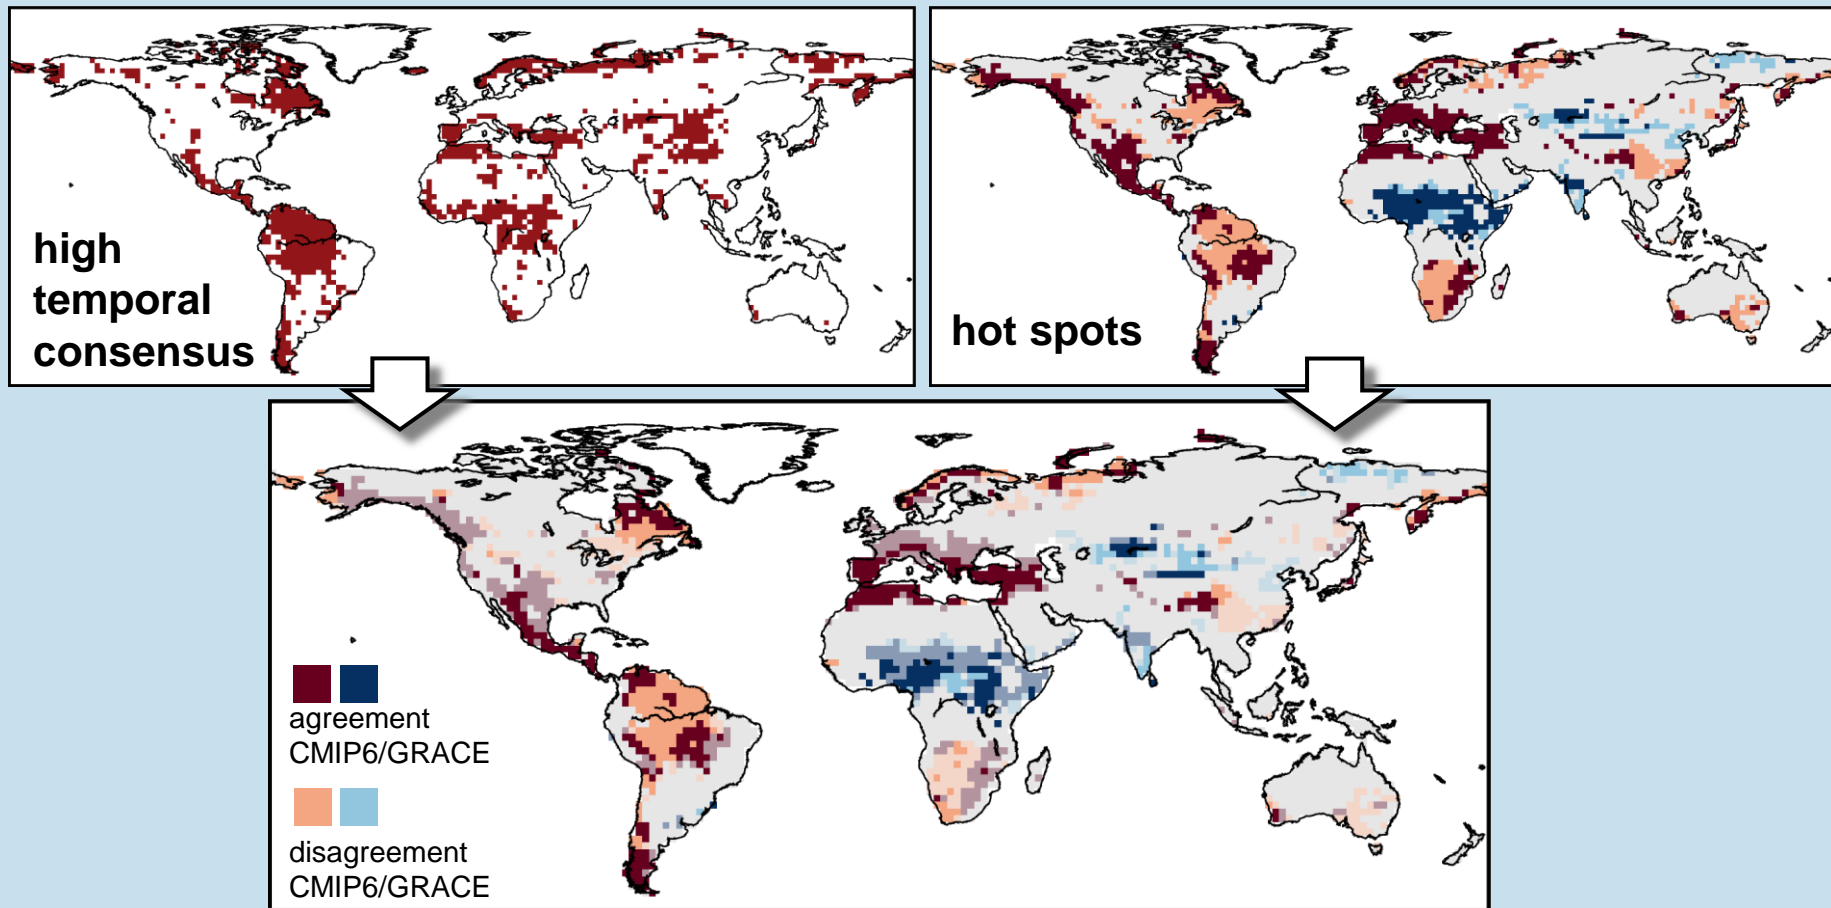 high
temporal
consensus
hot spots
agreement
CMIP6/GRACE
disagreement
CMIP6/GRACE